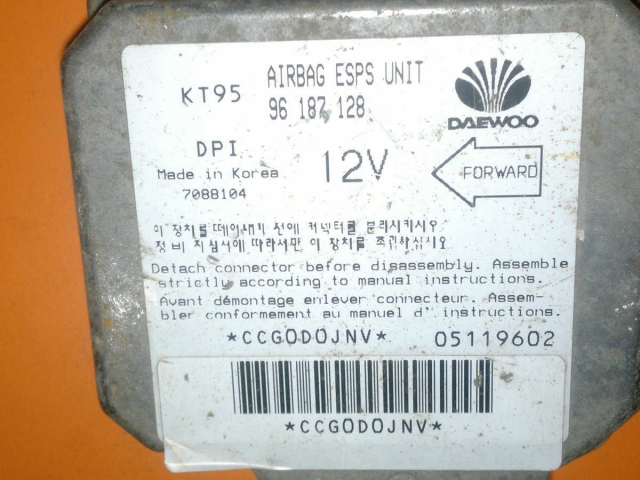 KT95
AIRBAG ESPS UNIT
96 187 128
DAEWOO
DPI
Made in Korea
7088104
12V
FORWARD
이 장치를 떼어내기 전에 커넥터를 분리시키시오
정비 지침서에 따라서만 이 장치를 조립하십시오
Detach connector before disassembly. Assemble
strictly according to manual instructions.
Avant démontage enlever connecteur. Assem-
bler conformement au manuel d' instructions.
*CCGODOJNV*
05119602
*CCGODOJNV*